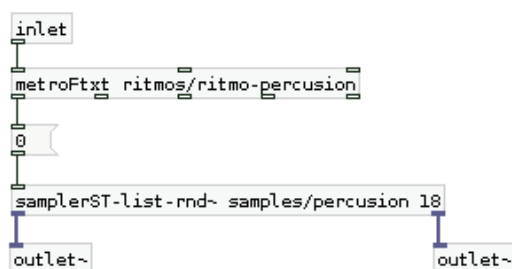 inlet
metroFtxt ritmos/ritmo-percusion
0
samplerST-list-rnd~ samples/percusion 18
outlet~ outlet~